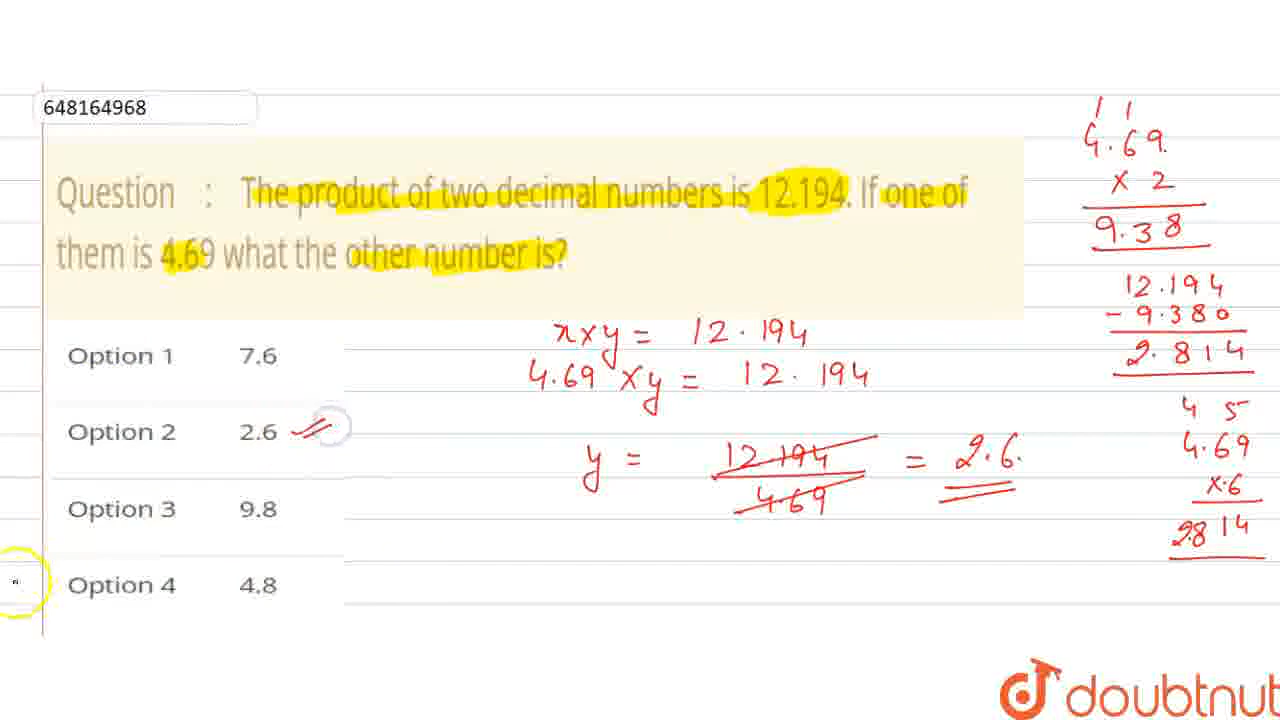 648164968
Question : The product of two decimal numbers is 12.194. If one of
them is 4.69 what the other number is?
Option 1 7.6
Option 2 2.6
Option 3 9.8
Option 4 4.8
x x y = 12.194
4.69 x y = 12.194
y = 12.194
4.69
= 2.6.
1 1
4.69
x 2
9.38
12.194
- 9.380
2.814
4 5
4.69
x.6
2.814
doubtnut